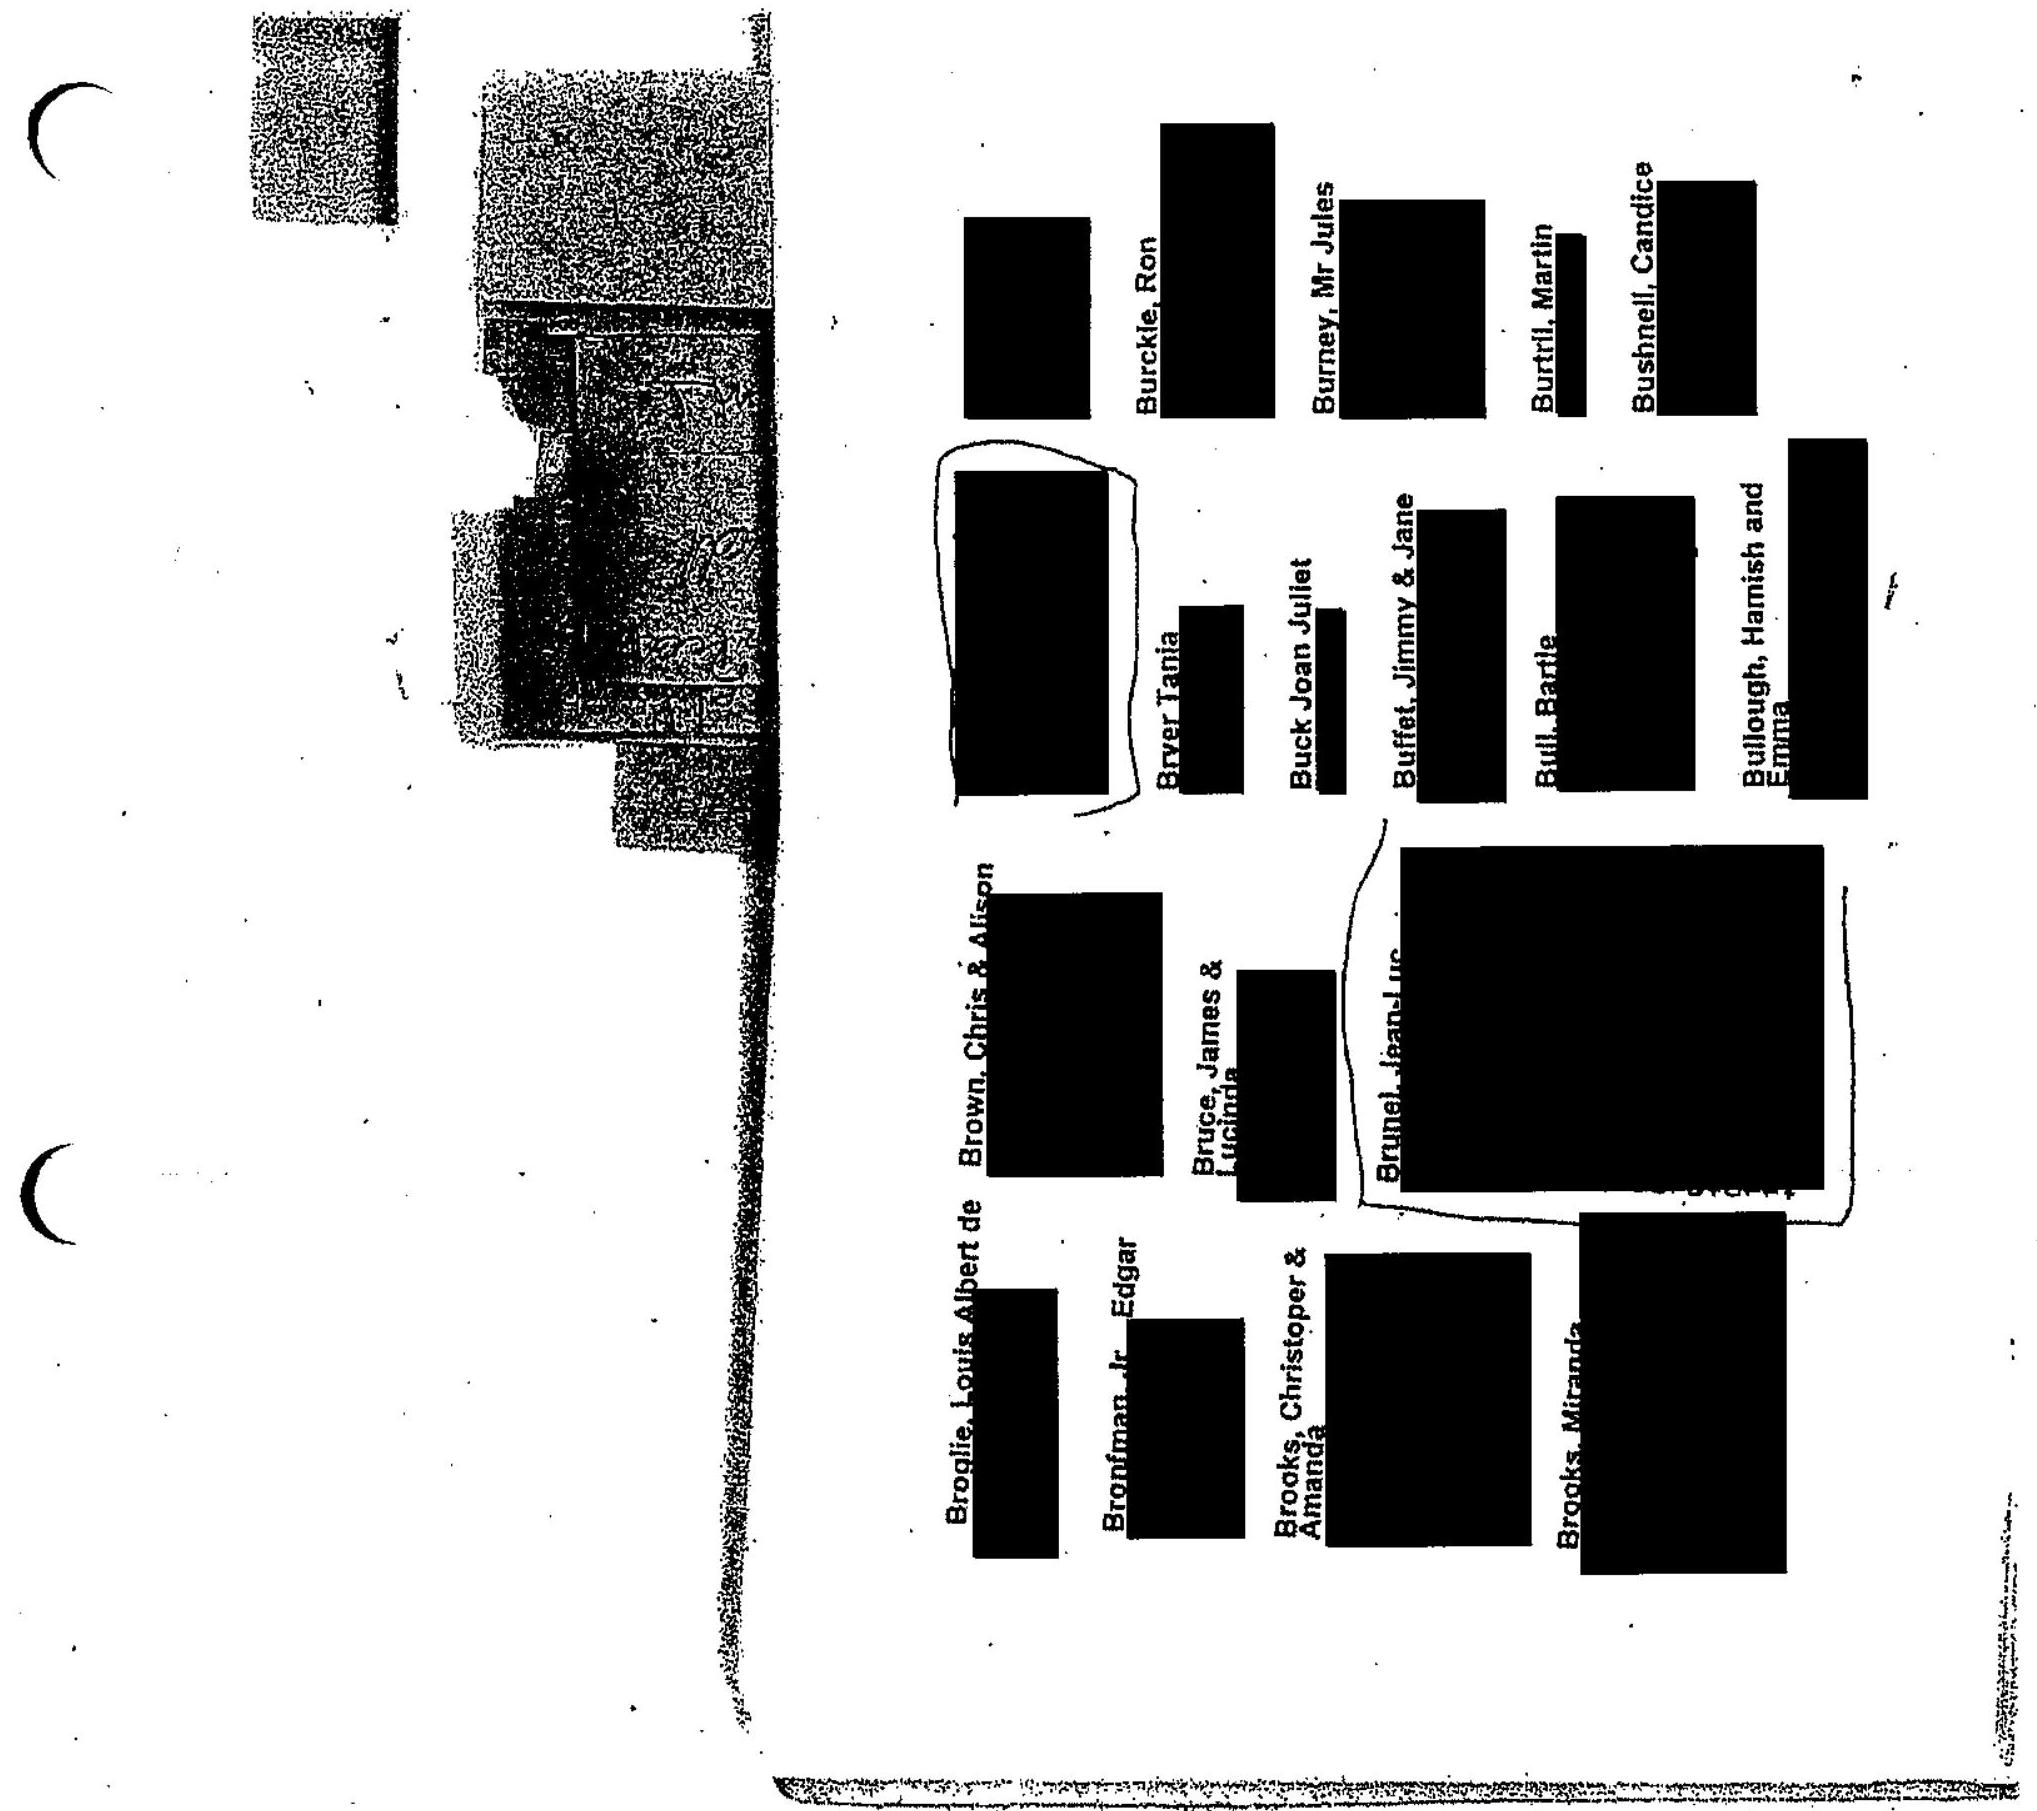 Broglie, Louis Albert de
Bronfman, Jr., Edgar
Brooks, Christoper &
Amanda
Brooks, Miranda
Brown, Chris & Alison
Bruce, James &
Lucinda
Brunel, Jean-Luc
Bryer Tania
Buck Joan Juliet
Buffet, Jimmy & Jane
Bull, Bartle
Bullough, Hamish and
Emma
Burckle, Ron
Burney, Mr Jules
Burtril, Martin
Bushnell, Candice